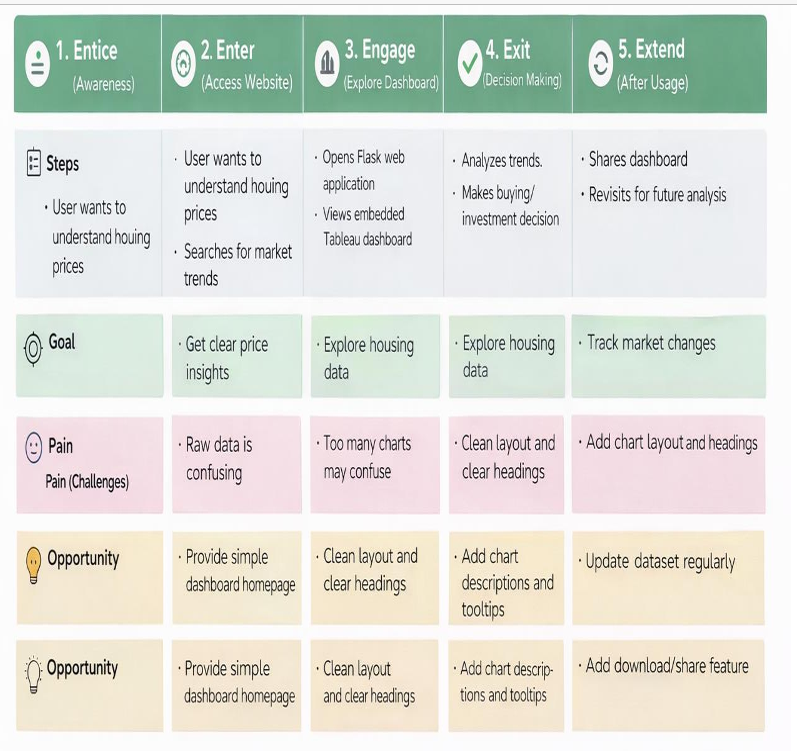 1. Entice
(Awareness)
2. Enter
(Access Website)
3. Engage
(Explore Dashboard)
4. Exit
(Decision Making)
5. Extend
(After Usage)
Steps
· User wants to
understand houing
prices
· User wants to
understand houing
prices
· Searches for market
trends
· Opens Flask web
application
· Views embedded
Tableau dashboard
· Analyzes trends.
· Makes buying/
investment decision
· Shares dashboard
· Revisits for future analysis
Goal
· Get clear price
insights
· Explore housing
data
· Explore housing
data
· Track market changes
Pain
Pain (Challenges)
· Raw data is
confusing
· Too many charts
may confuse
· Clean layout and
clear headings
· Add chart layout and headings
Opportunity
· Provide simple
dashboard homepage
· Clean layout and
clear headings
· Add chart
descriptions and
tooltips
· Update dataset regularly
Opportunity
· Provide simple
dashboard homepage
· Clean layout
and clear headings
· Add chart descrip-
tions and tooltips
· Add download/share feature